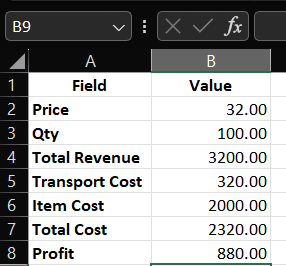 B9 fx
A B
1 Field Value
2 Price 32.00
3 Qty 100.00
4 Total Revenue 3200.00
5 Transport Cost 320.00
6 Item Cost 2000.00
7 Total Cost 2320.00
8 Profit 880.00